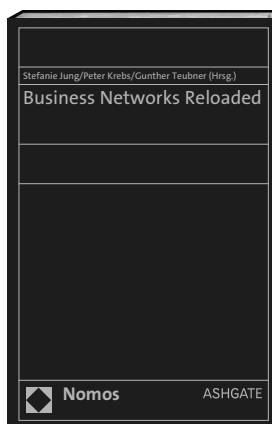 Stefanie Jung/Peter Krebs/Gunther Teubner (Hrsg.)
Business Networks Reloaded
Nomos
ASHGATE